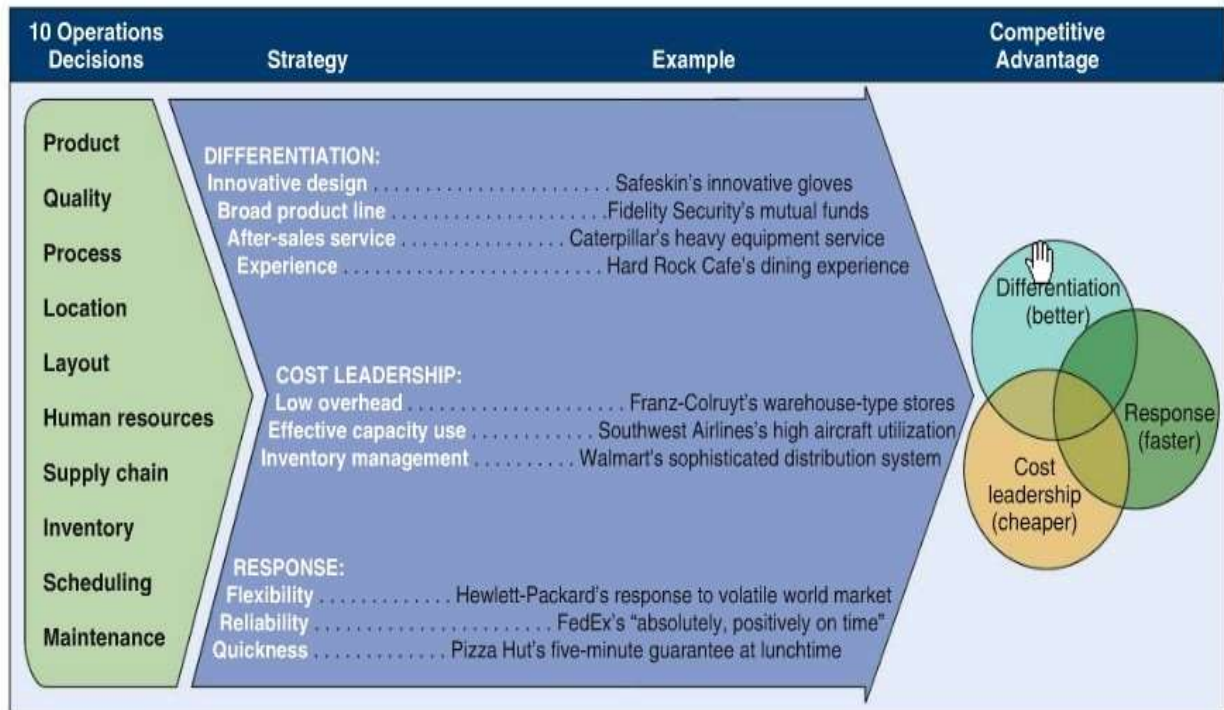 10 Operations
Decisions
Strategy
Example
Competitive
Advantage
Product
Quality
Process
Location
Layout
Human resources
Supply chain
Inventory
Scheduling
Maintenance
DIFFERENTIATION:
Innovative design . . . . . . . . . . . . . . . . . . . . . . . . Safeskin's innovative gloves
Broad product line . . . . . . . . . . . . . . . . . . . . . .Fidelity Security's mutual funds
After-sales service . . . . . . . . . . . . . . . . Caterpillar's heavy equipment service
Experience . . . . . . . . . . . . . . . . . . . . . . . . . Hard Rock Cafe's dining experience
COST LEADERSHIP:
Low overhead . . . . . . . . . . . . . . . . . . . . . Franz-Colruyt's warehouse-type stores
Effective capacity use . . . . . . . . . . . . Southwest Airlines's high aircraft utilization
Inventory management . . . . . . . . . . Walmart's sophisticated distribution system
RESPONSE:
Flexibility . . . . . . . . . . . . . Hewlett-Packard's response to volatile world market
Reliability . . . . . . . . . . . . . . . . . . . . . . . FedEx's “absolutely, positively on time”
Quickness . . . . . . . . . . . . . Pizza Hut's five-minute guarantee at lunchtime
Differentiation
(better)
Response
(faster)
Cost
leadership
(cheaper)